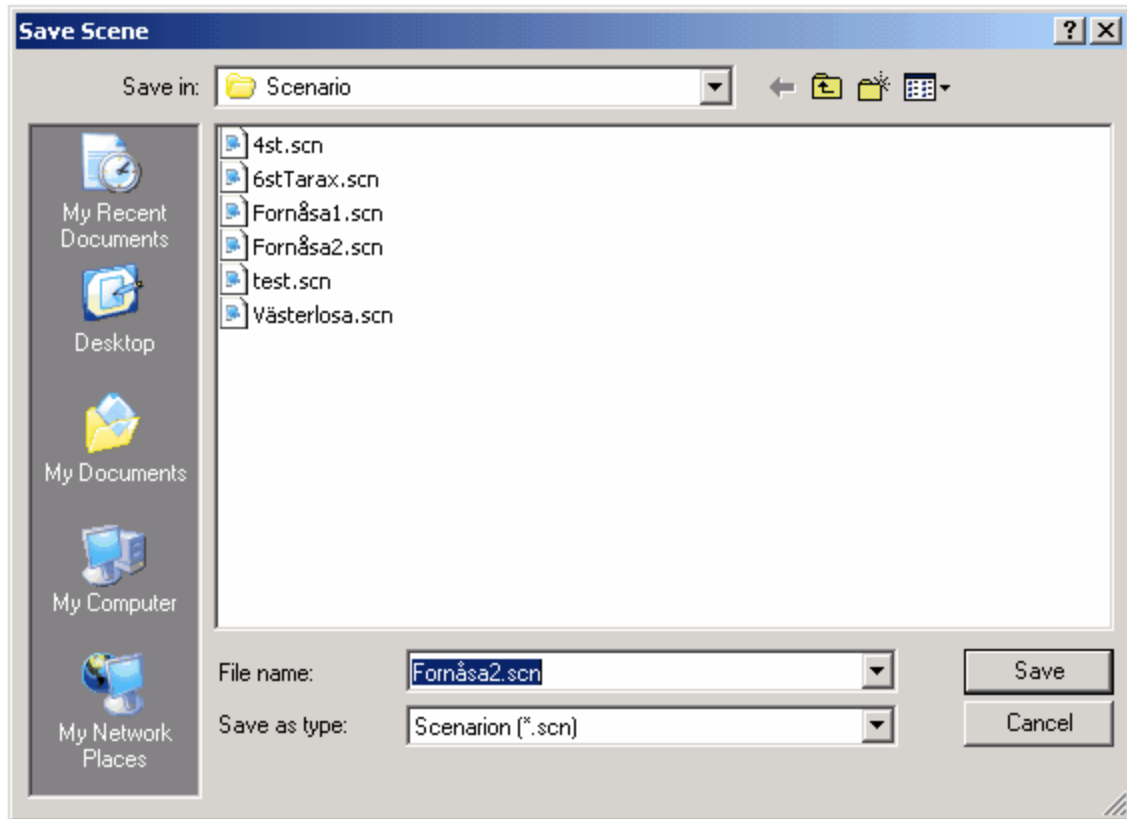 Save Scene
Save in:
Scenario
My Recent
Documents
Desktop
My Documents
My Computer
My Network
Places
4st.scn
6stTarax.scn
Fornåsa1.scn
Fornåsa2.scn
test.scn
Västerlosa.scn
File name:
Fornåsa2.scn
Save
Save as type:
Scenarion (*.scn)
Cancel